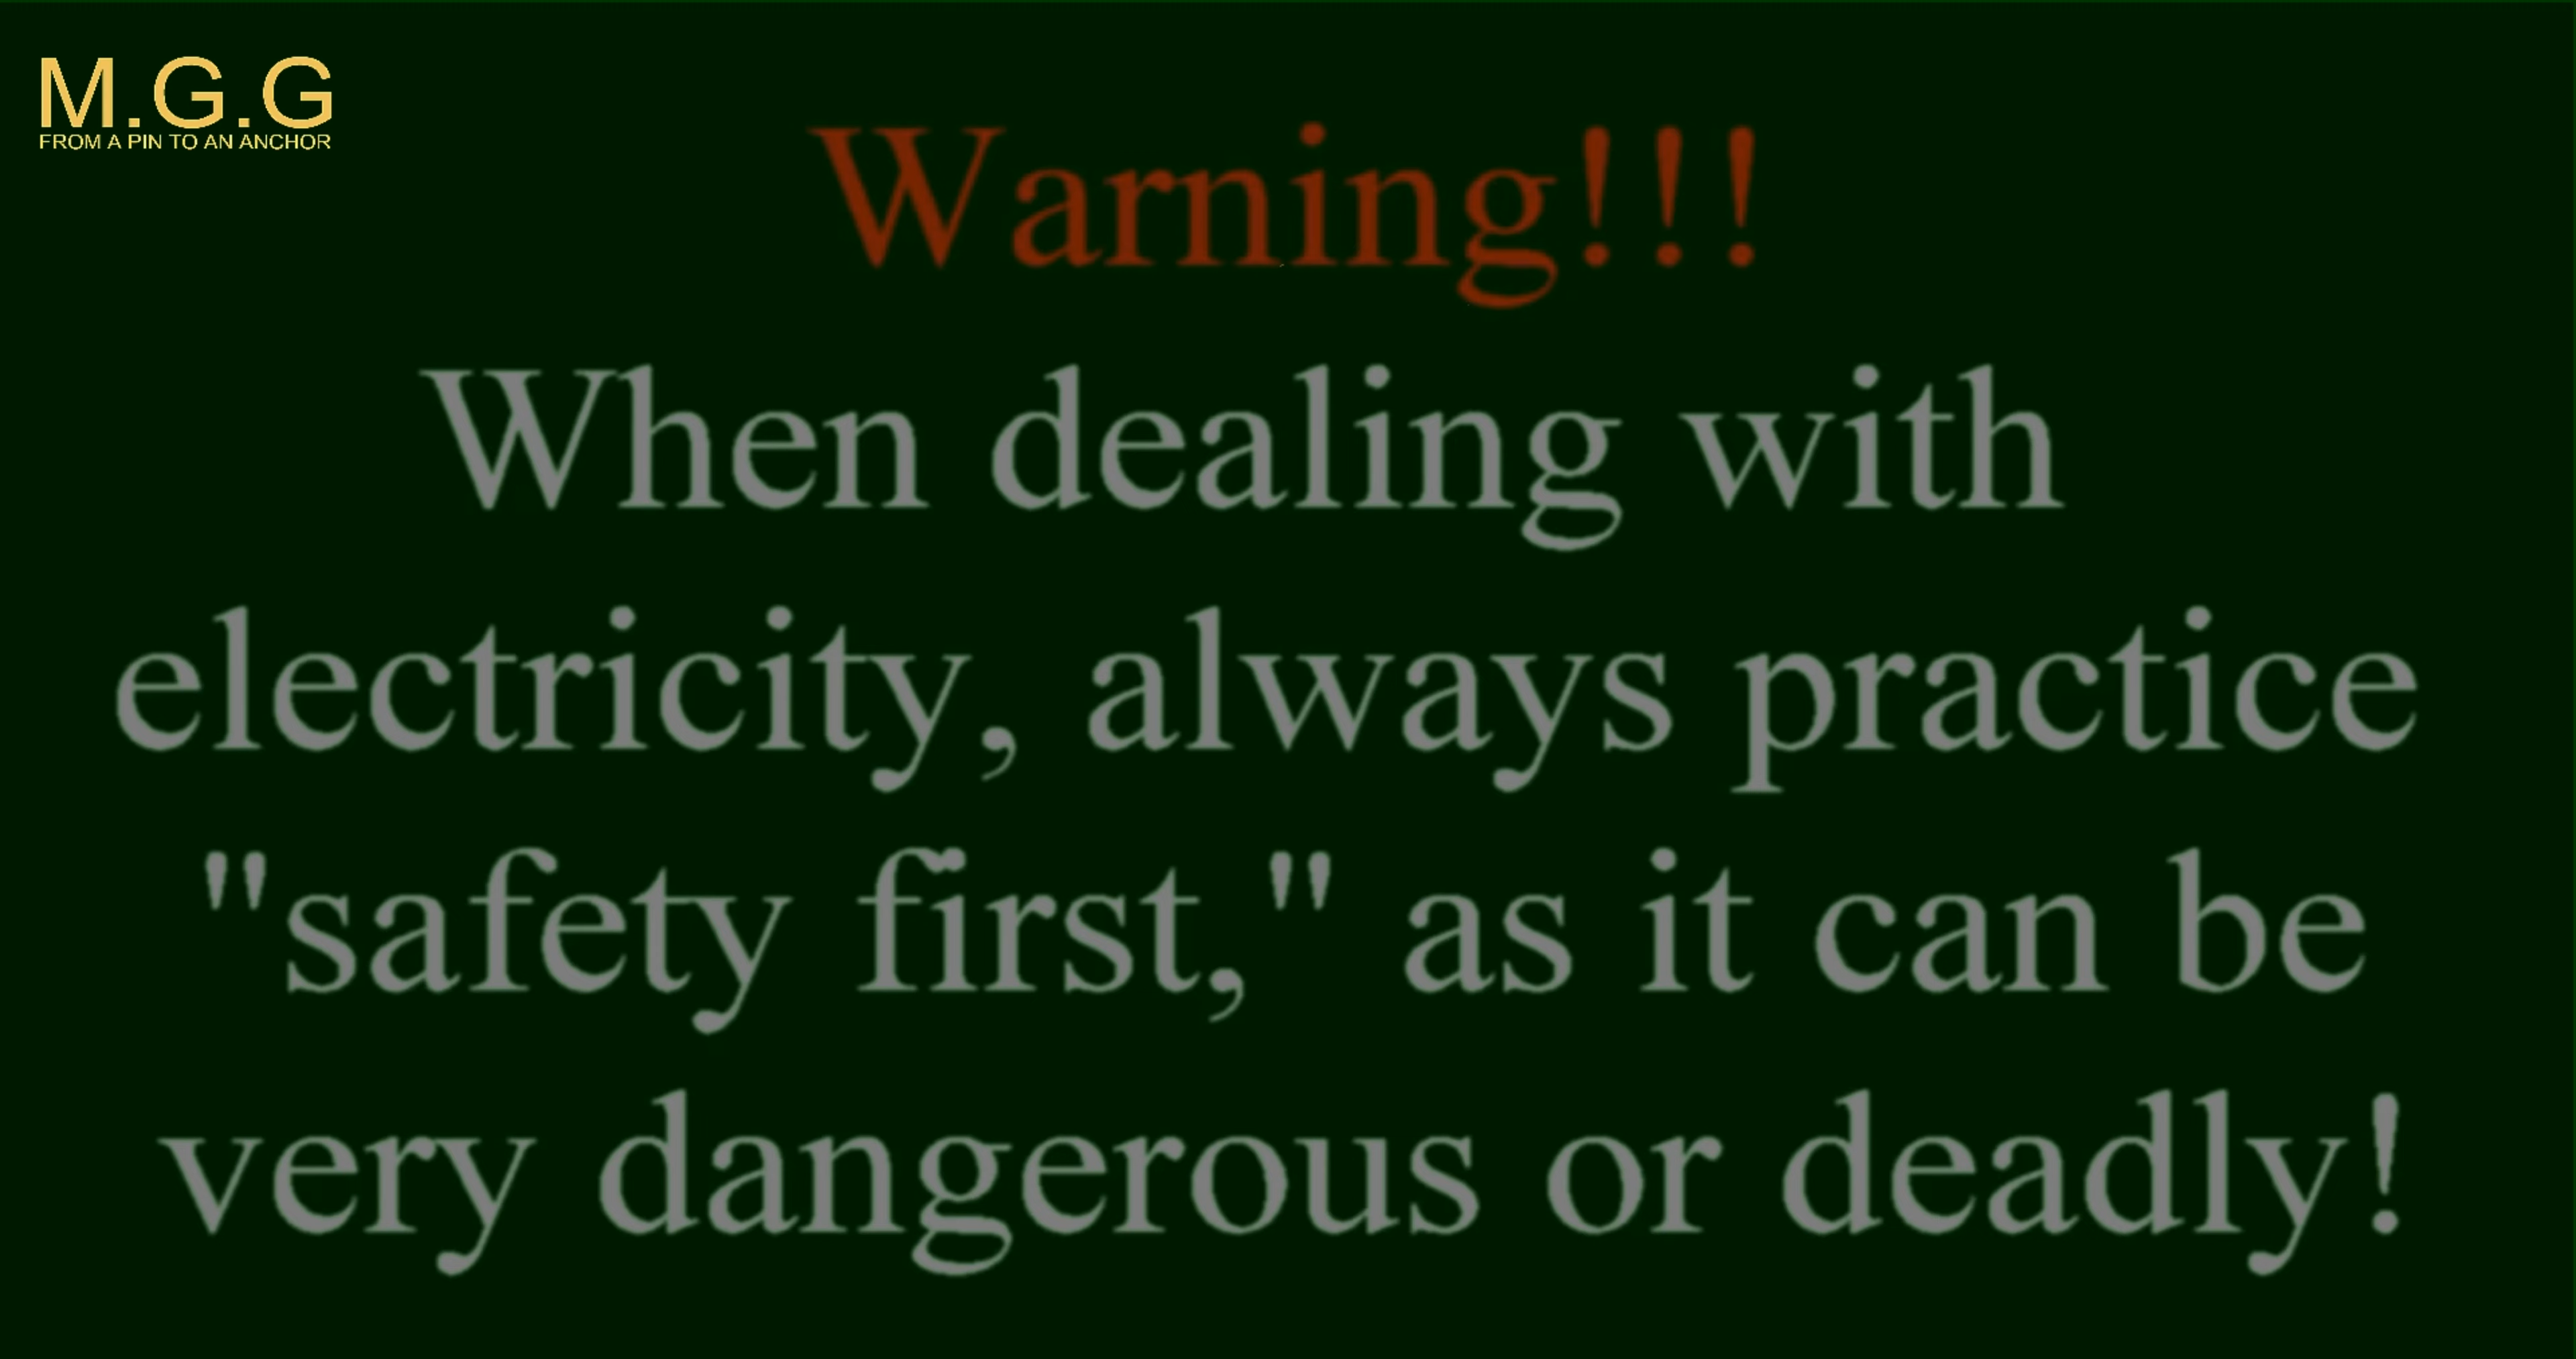 M.G.G
FROM A PIN TO AN ANCHOR
Warning!!!
When dealing with
electricity, always practice
"safety first," as it can be
very dangerous or deadly!